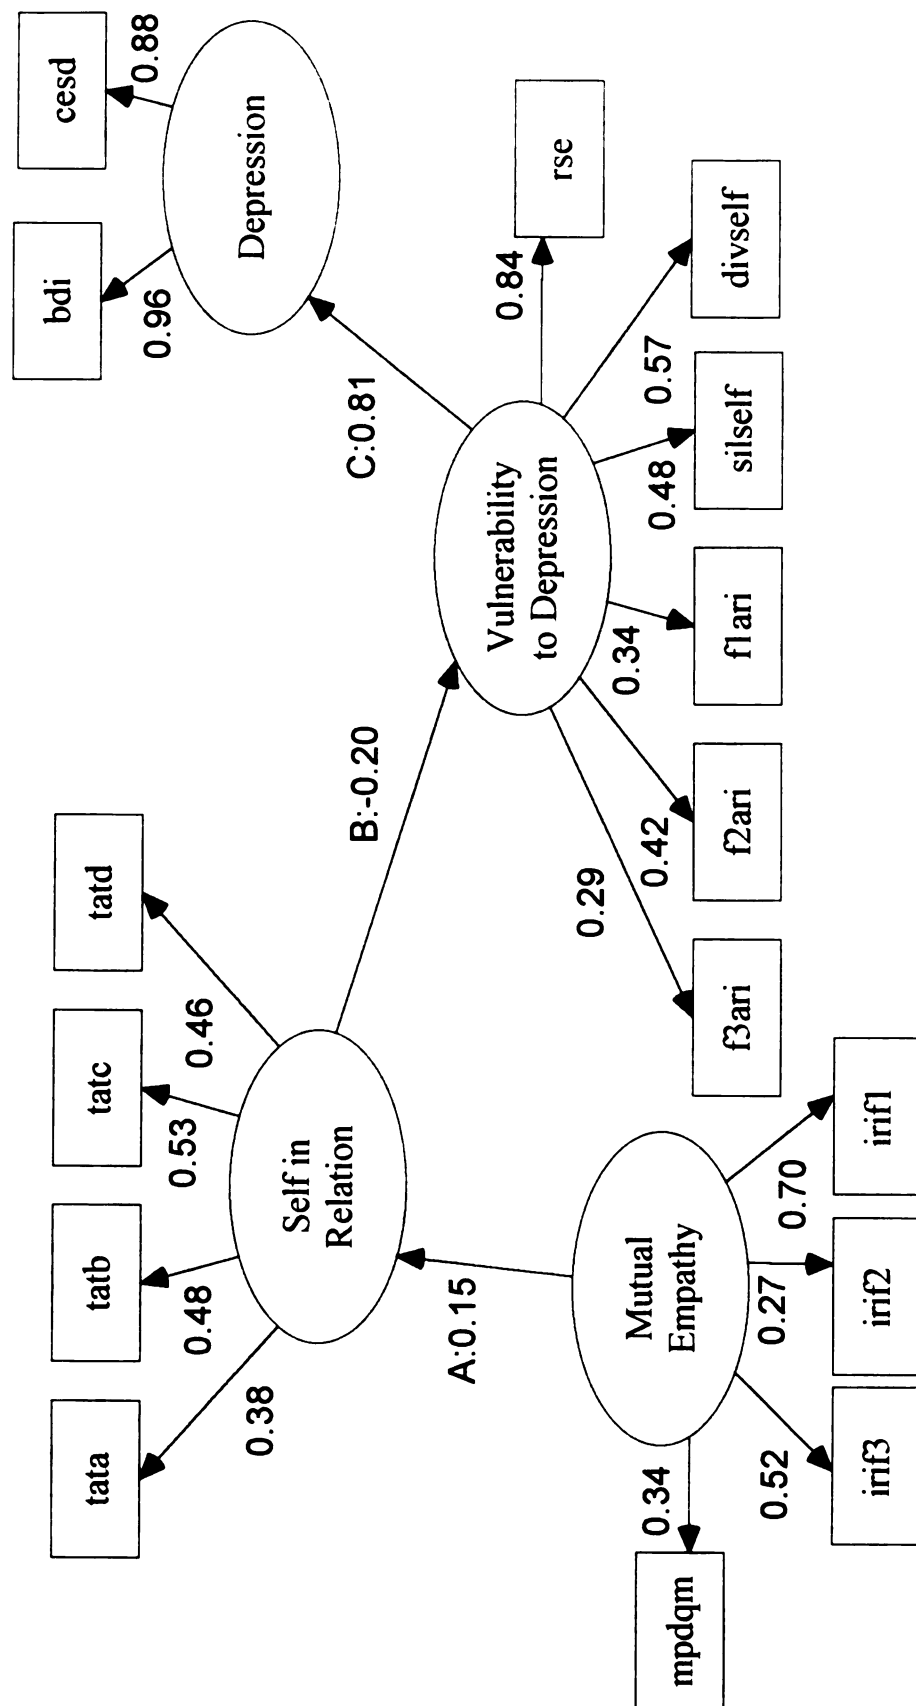 tata
tatb
tatc
tatd
bdi
cesd
0.38
0.48
0.53
0.46
0.96
0.88
Self in
Relation
Depression
A:0.15
B:-0.20
C:0.81
Mutual
Empathy
Vulnerability
to Depression
0.84
rse
mpdqm
0.34
0.52
0.27
0.70
0.29
0.42
0.34
0.48
0.57
f3ari
f2ari
f1ari
silself
divself
irif3
irif2
irif1